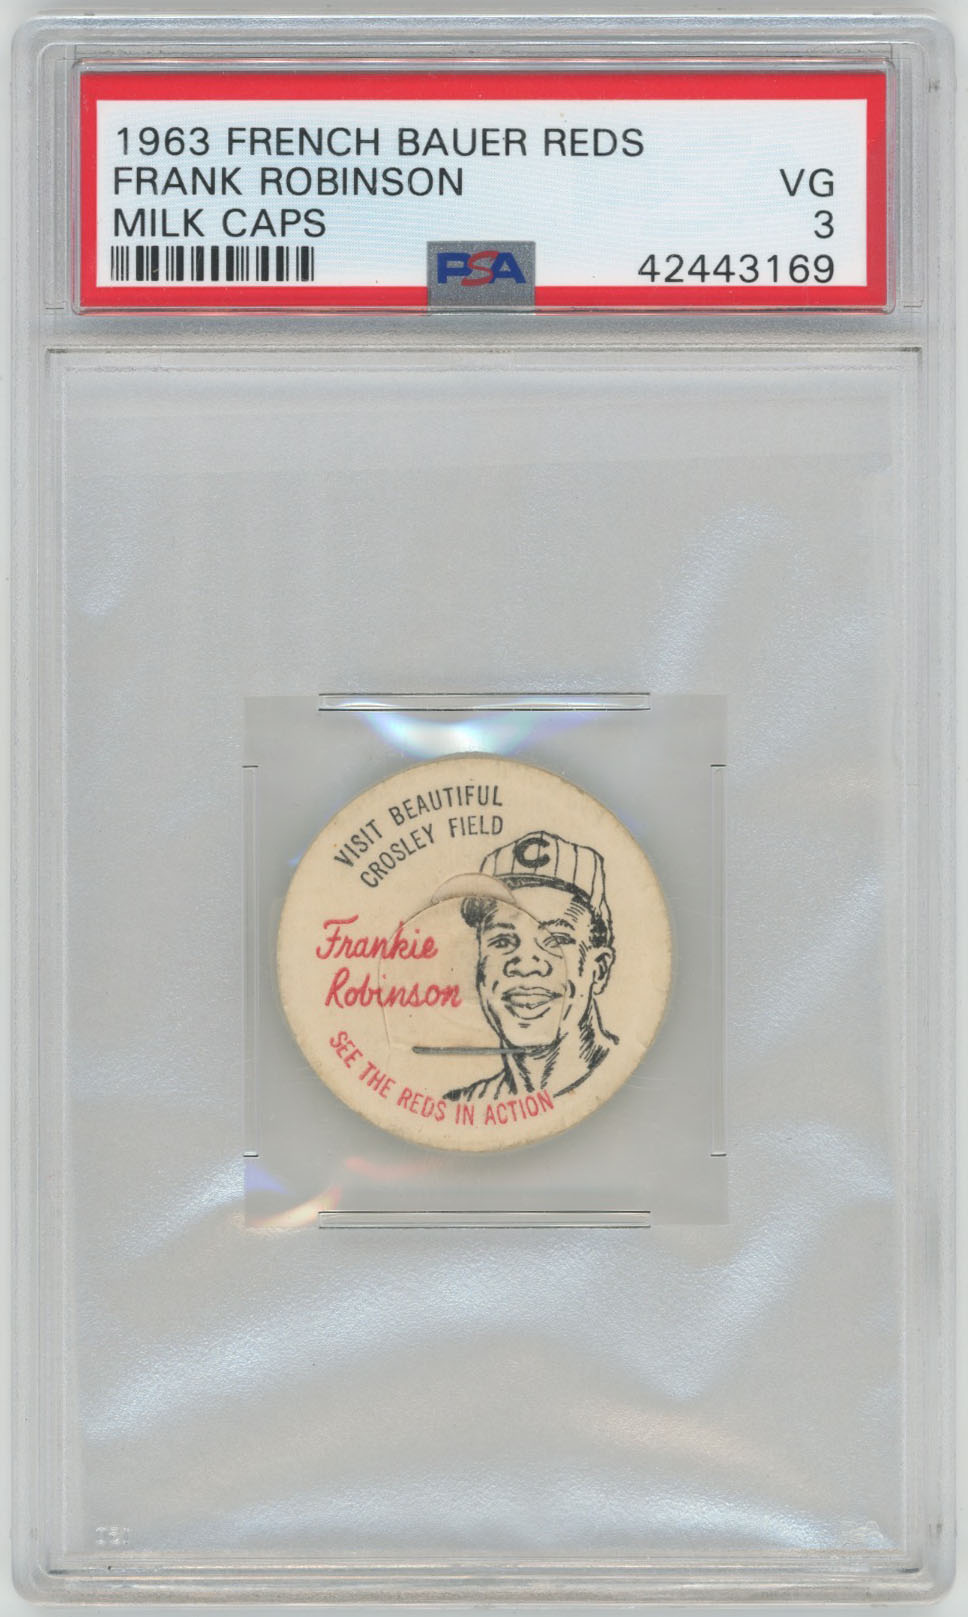 1963 FRENCH BAUER REDS
FRANK ROBINSON VG
MILK CAPS 3
PSA 42443169
VISIT BEAUTIFUL
CROSLEY FIELD
C
Frankie
Robinson
SEE THE REDS IN ACTION